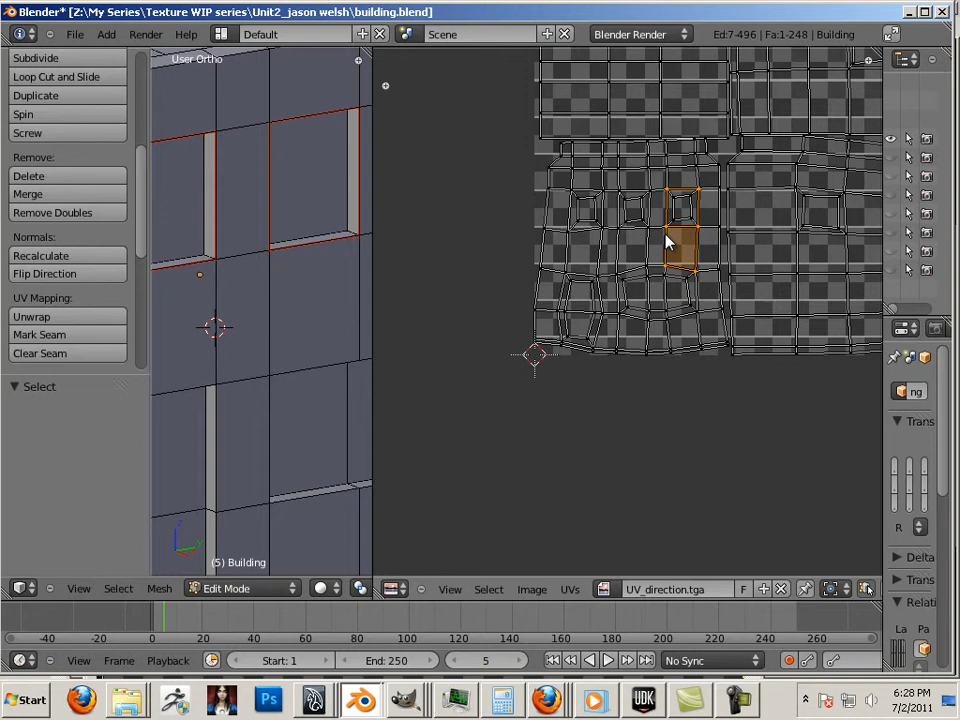 Blender* [Z:\My Series\Texture WIP series\Unit2_jason welsh\building.blend]
File Add Render Help Default Scene Blender Render Ed:7-496 | Fa:1-248 | Building
Subdivide
Loop Cut and Slide
Duplicate
Spin
Screw
Remove:
Delete
Merge
Remove Doubles
Normals:
Recalculate
Flip Direction
UV Mapping:
Unwrap
Mark Seam
Clear Seam
Select
User Ortho
z
y
(5) Building
ng
Trans
R
Delta
Trans
Relati
La Pa
View Select Mesh Edit Mode
View Select Image UVs UV_direction.tga F
-40 -20 0 20 40 60 80 100 120 140 160 180 200 220 240 260
View Frame Playback Start: 1 End: 250 5 No Sync
Start Ps UDK
6:28 PM
7/2/2011